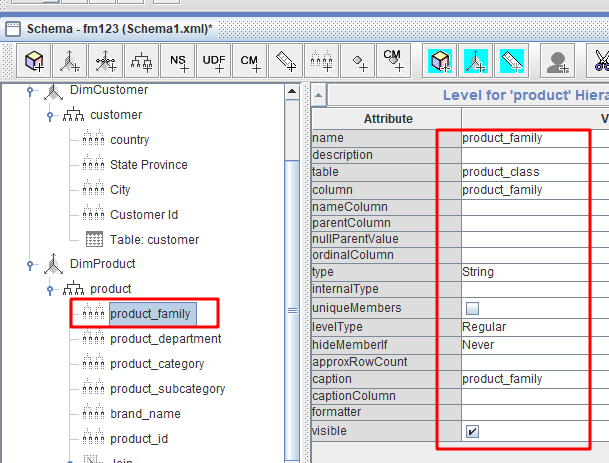 Schema - fm123 (Schema1.xml)*
NS UDF CM CM
DimCustomer
customer
country
State Province
City
Customer Id
Table: customer
DimProduct
product
product_family
product_department
product_category
product_subcategory
brand_name
product_id
Join
Level for 'product' Hiera
Attribute V
name product_family
description
table product_class
column product_family
nameColumn
parentColumn
nullParentValue
ordinalColumn
type String
internalType
uniqueMembers
levelType Regular
hideMemberIf Never
approxRowCount
caption product_family
captionColumn
formatter
visible